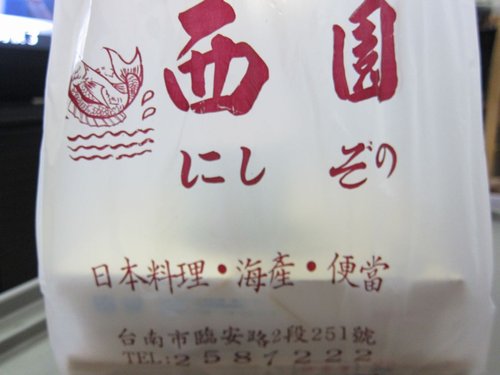 西園
にしぞの
日本料理・海產・便當
台南市臨安路2段251號
TEL:2587222